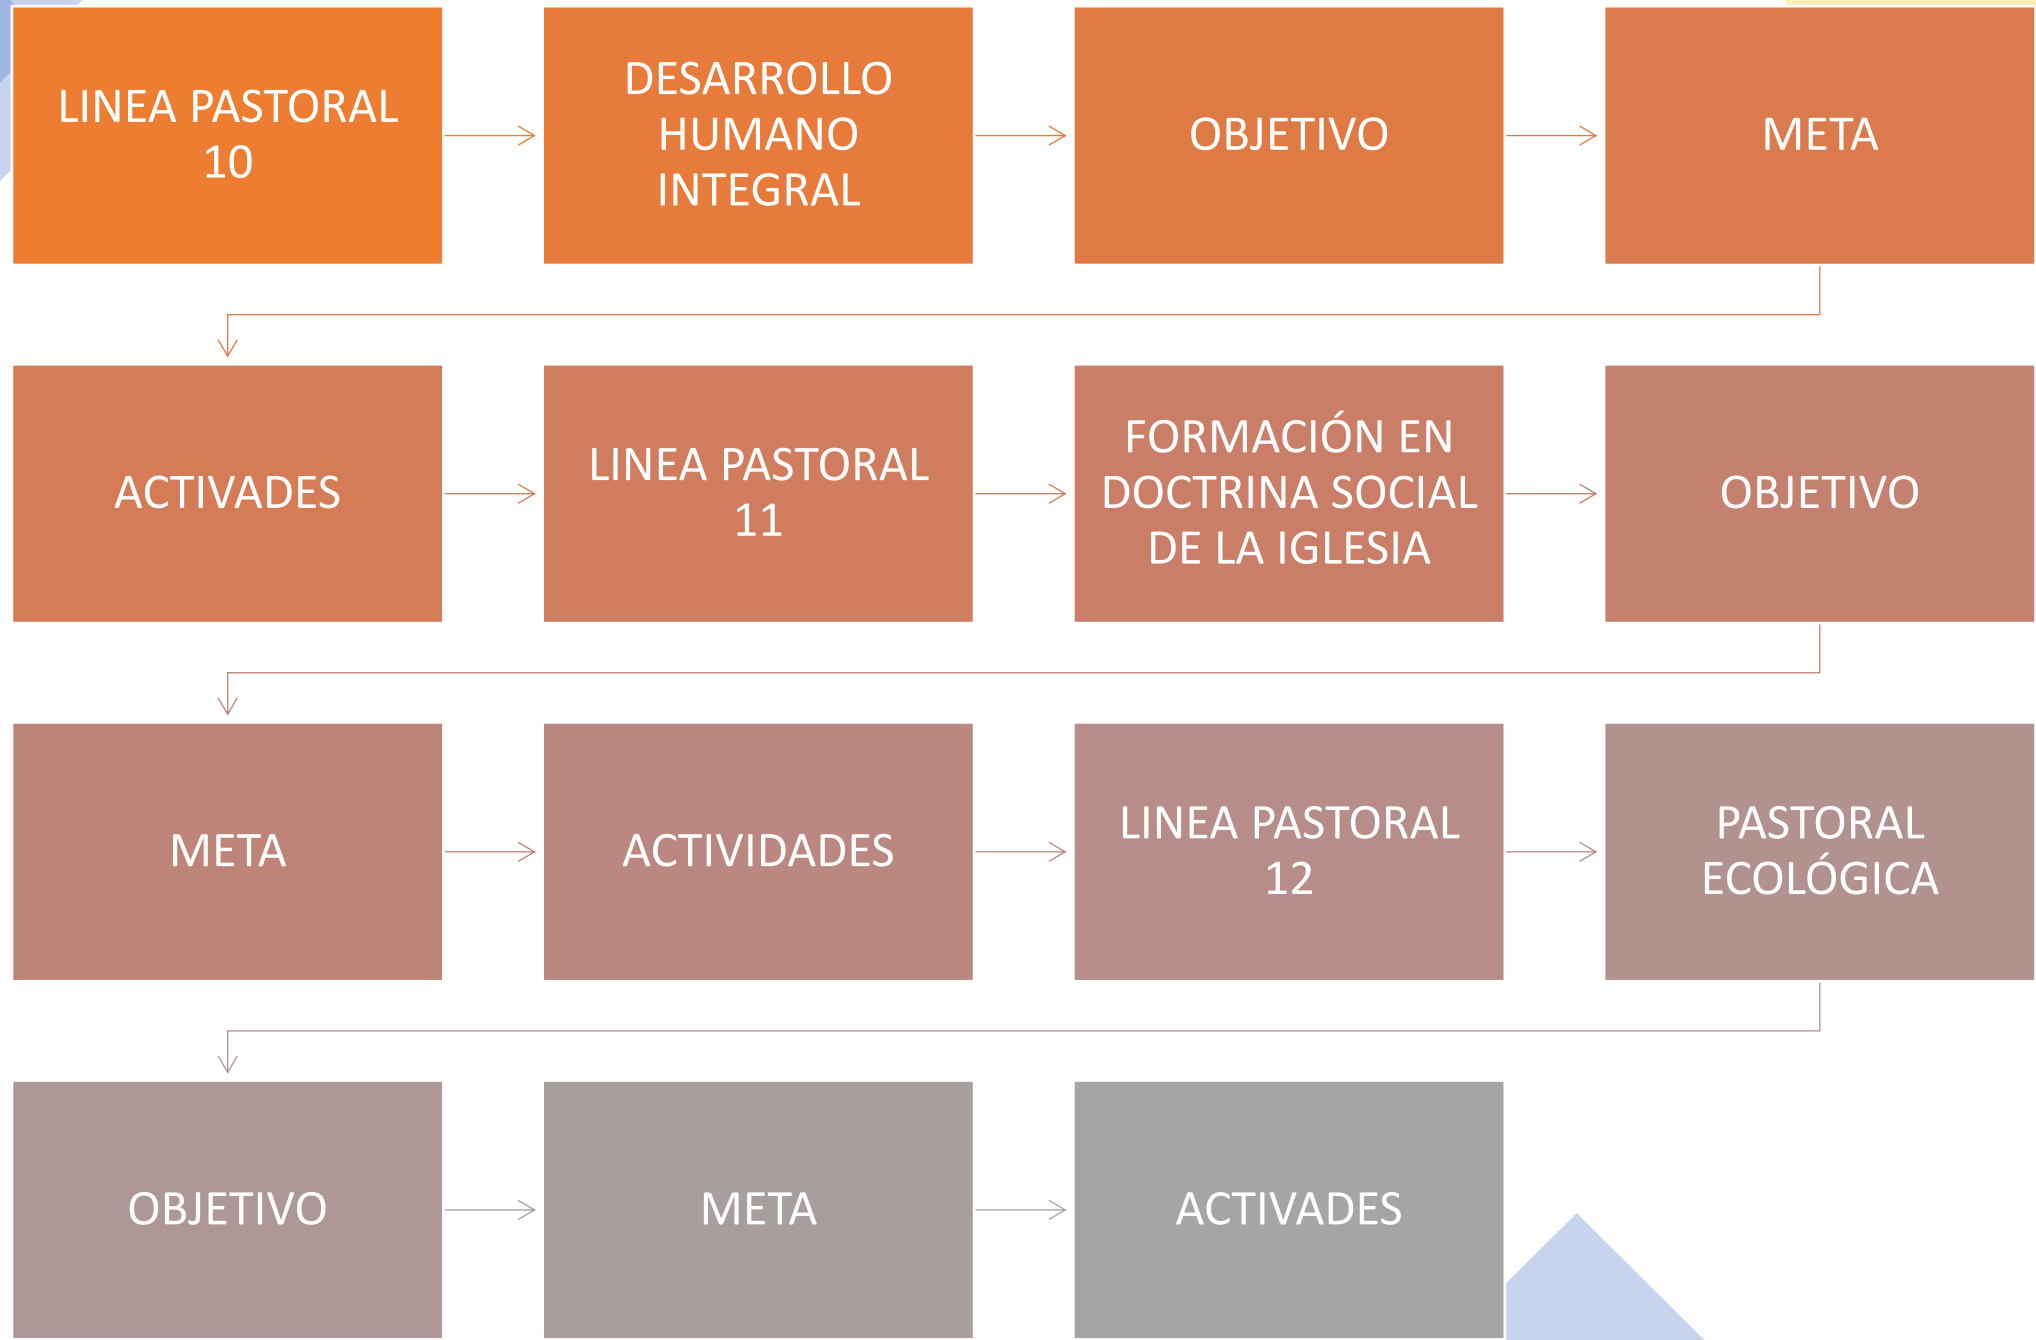 LINEA PASTORAL
10
DESARROLLO
HUMANO
INTEGRAL
OBJETIVO
META
ACTIVADES
LINEA PASTORAL
11
FORMACIÓN EN
DOCTRINA SOCIAL
DE LA IGLESIA
OBJETIVO
META
ACTIVIDADES
LINEA PASTORAL
12
PASTORAL
ECOLÓGICA
OBJETIVO
META
ACTIVADES